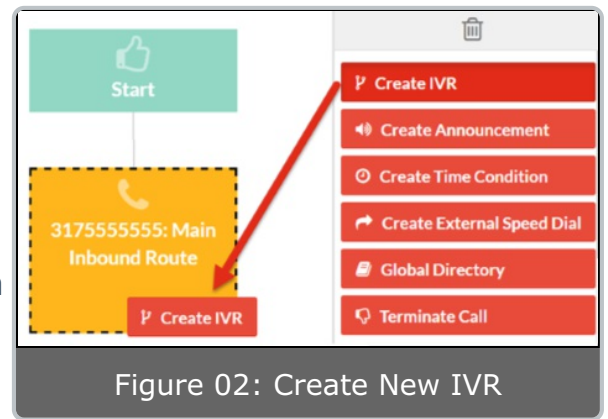 Start
3175555555: Main
Inbound Route
Create IVR
Create IVR
Create Announcement
Create Time Condition
Create External Speed Dial
Global Directory
Terminate Call
Figure 02: Create New IVR